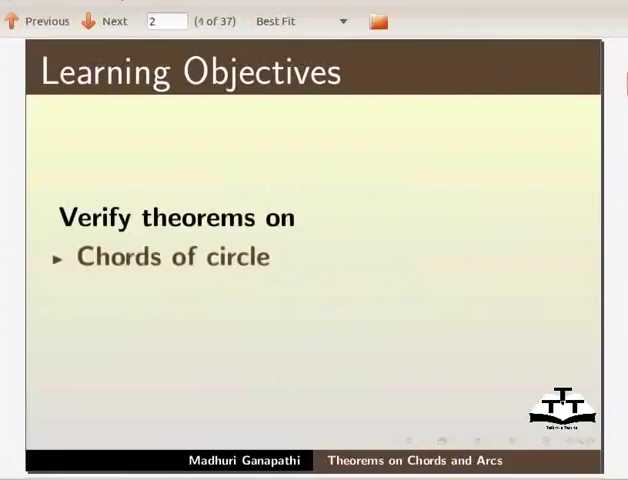 Previous Next 2 (4 of 37) Best Fit
Learning Objectives
Verify theorems on
Chords of circle
Madhuri Ganapathi Theorems on Chords and Arcs